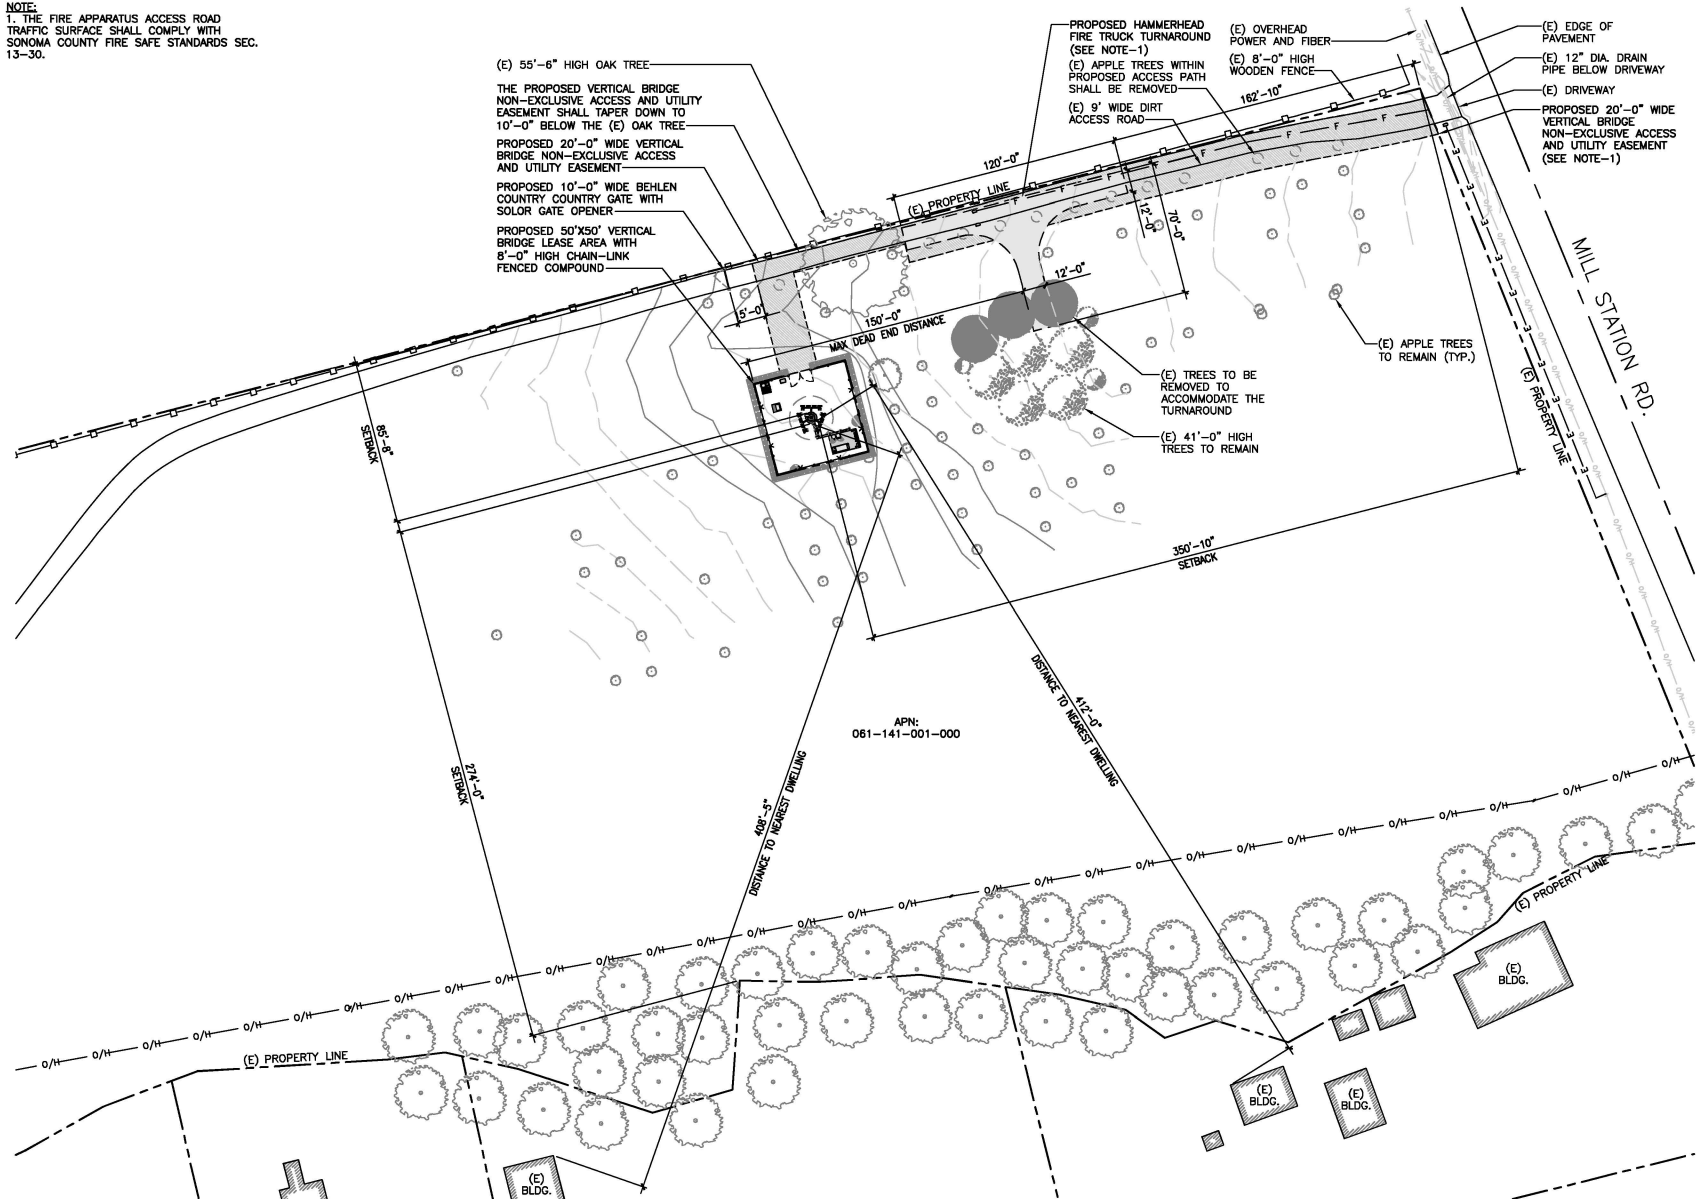 NOTE:
1. THE FIRE APPARATUS ACCESS ROAD
TRAFFIC SURFACE SHALL COMPLY WITH
SONOMA COUNTY FIRE SAFE STANDARDS SEC.
13-30.
(E) 55'-6" HIGH OAK TREE
THE PROPOSED VERTICAL BRIDGE
NON-EXCLUSIVE ACCESS AND UTILITY
EASEMENT SHALL TAPER DOWN TO
10'-0" BELOW THE (E) OAK TREE
PROPOSED 20'-0" WIDE VERTICAL
BRIDGE NON-EXCLUSIVE ACCESS
AND UTILITY EASEMENT
PROPOSED 10'-0" WIDE BEHLEN
COUNTRY COUNTRY GATE WITH
SOLOR GATE OPENER
PROPOSED 50'X50' VERTICAL
BRIDGE LEASE AREA WITH
8'-0" HIGH CHAIN-LINK
FENCED COMPOUND
PROPOSED HAMMERHEAD
FIRE TRUCK TURNAROUND
(SEE NOTE-1)
(E) APPLE TREES WITHIN
PROPOSED ACCESS PATH
SHALL BE REMOVED
(E) 9' WIDE DIRT
ACCESS ROAD
(E) OVERHEAD
POWER AND FIBER
(E) 8'-0" HIGH
WOODEN FENCE
(E) EDGE OF
PAVEMENT
(E) 12" DIA. DRAIN
PIPE BELOW DRIVEWAY
(E) DRIVEWAY
PROPOSED 20'-0" WIDE
VERTICAL BRIDGE
NON-EXCLUSIVE ACCESS
AND UTILITY EASEMENT
(SEE NOTE-1)
162'-10"
120'-0"
(E) PROPERTY LINE
12'-0"
70'-0"
12'-0"
5'-0"
150'-0"
MAX DEAD END DISTANCE
MILL STATION RD.
(E) APPLE TREES
TO REMAIN (TYP.)
(E) PROPERTY LINE
(E) TREES TO BE
REMOVED TO
ACCOMMODATE THE
TURNAROUND
(E) 41'-0" HIGH
TREES TO REMAIN
85'-8"
SETBACK
350'-10"
SETBACK
274'-0"
SETBACK
412'-0"
DISTANCE TO NEAREST DWELLING
408'-5"
DISTANCE TO NEAREST DWELLING
APN:
061-141-001-000
(E) PROPERTY LINE
(E)
BLDG.
(E) PROPERTY LINE
(E)
BLDG.
(E)
BLDG.
(E)
BLDG.